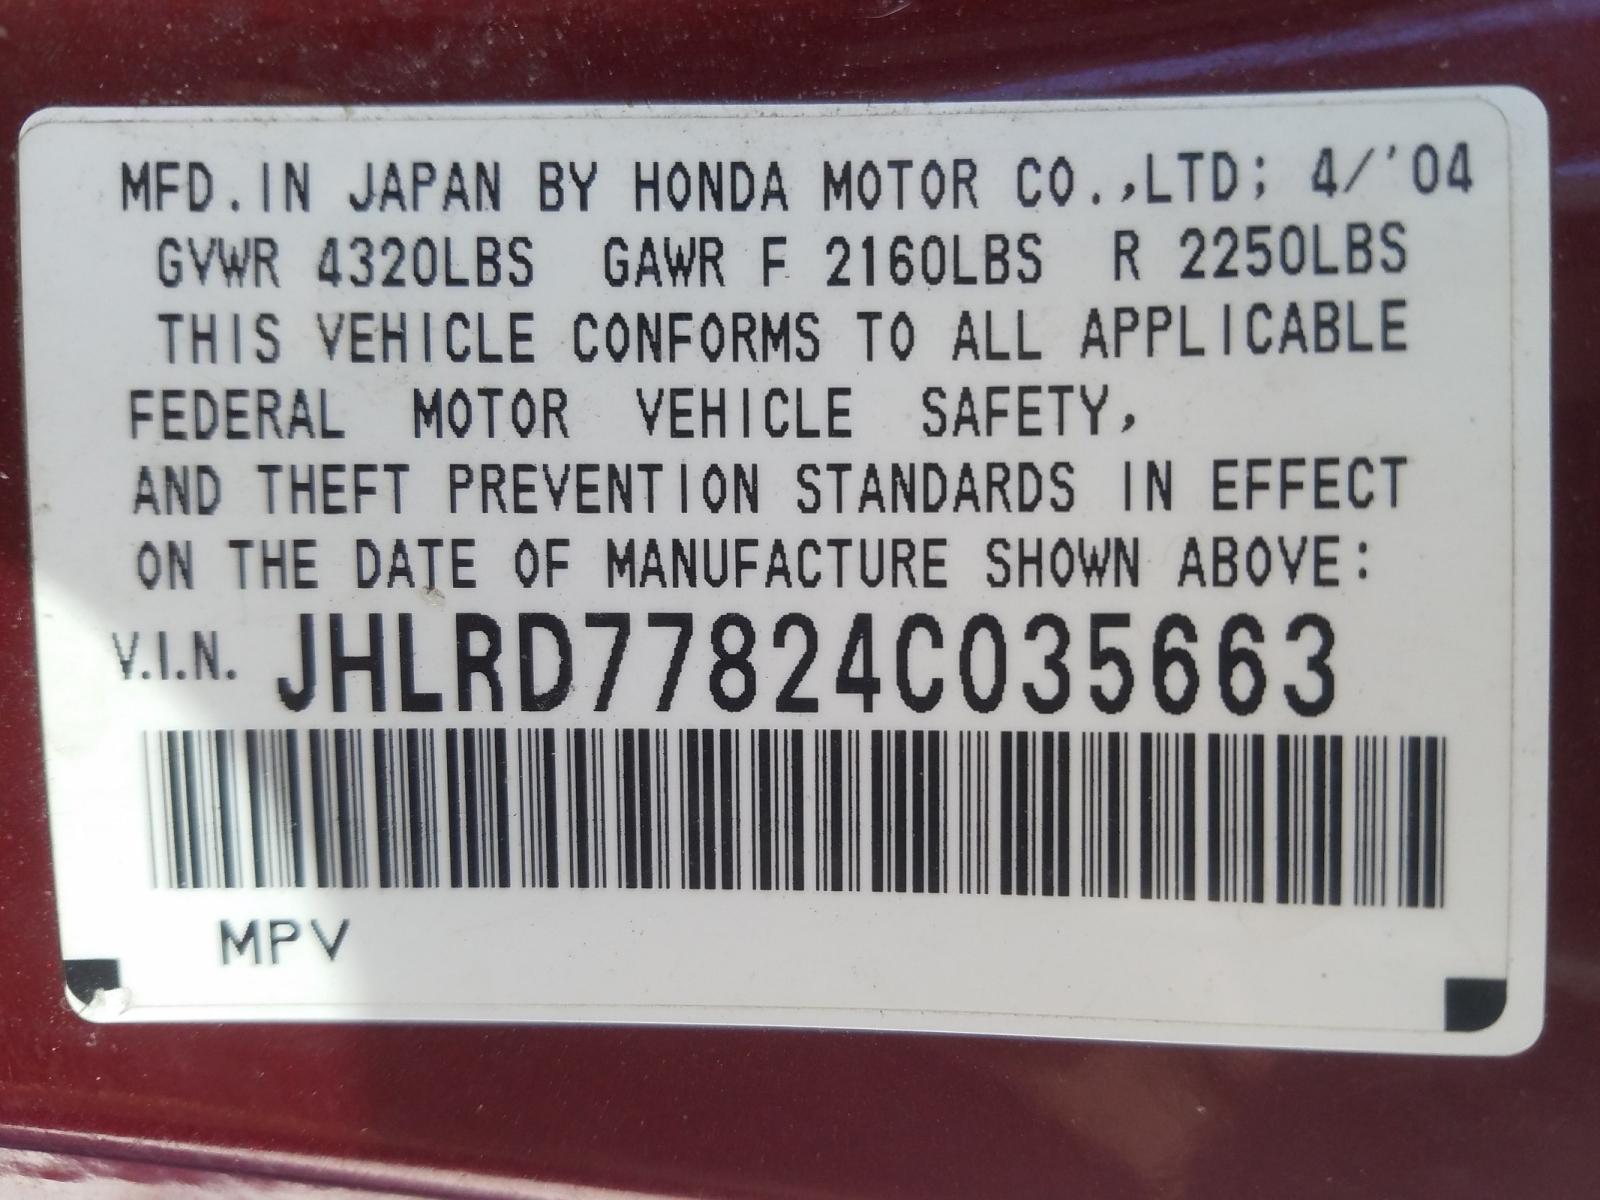 MFD.IN JAPAN BY HONDA MOTOR CO.,LTD; 4/'04
GVWR 4320LBS GAWR F 2160LBS R 2250LBS
THIS VEHICLE CONFORMS TO ALL APPLICABLE
FEDERAL MOTOR VEHICLE SAFETY,
AND THEFT PREVENTION STANDARDS IN EFFECT
ON THE DATE OF MANUFACTURE SHOWN ABOVE:
V.I.N. JHLRD77824C035663
MPV